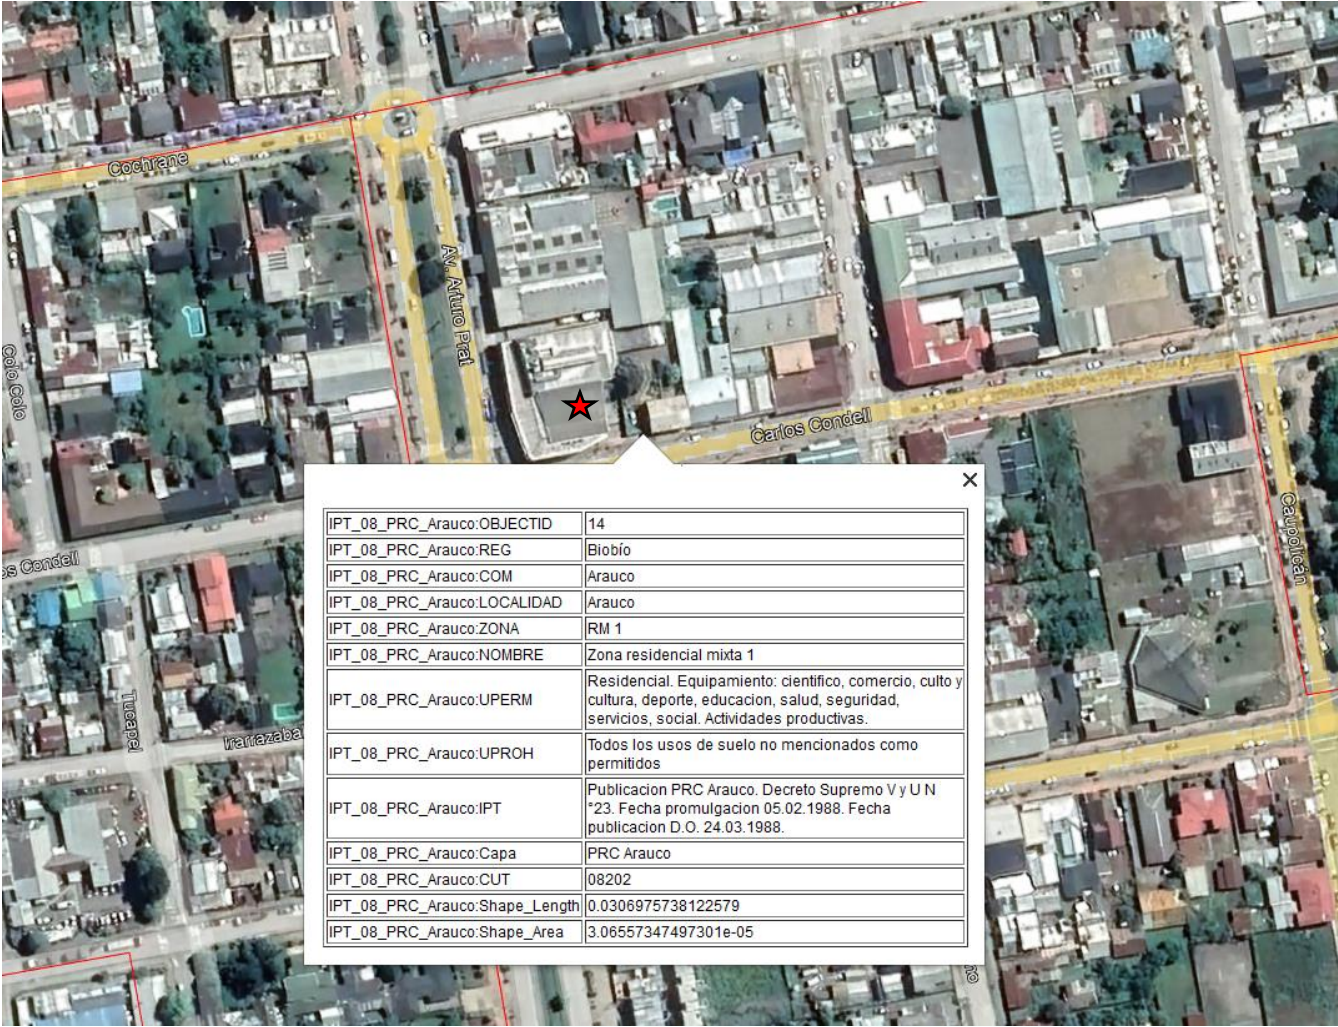 Cochrane
Av. Arturo Prat
Colo Colo
Carlos Condell
Caupolicán
os Condell
Tucapel
Irarrazaba
IPT_08_PRC_Arauco:OBJECTID 14
IPT_08_PRC_Arauco:REG Biobío
IPT_08_PRC_Arauco:COM Arauco
IPT_08_PRC_Arauco:LOCALIDAD Arauco
IPT_08_PRC_Arauco:ZONA RM 1
IPT_08_PRC_Arauco:NOMBRE Zona residencial mixta 1
IPT_08_PRC_Arauco:UPERM Residencial. Equipamiento: cientifico, comercio, culto y
cultura, deporte, educacion, salud, seguridad,
servicios, social. Actividades productivas.
IPT_08_PRC_Arauco:UPROH Todos los usos de suelo no mencionados como
permitidos
IPT_08_PRC_Arauco:IPT Publicacion PRC Arauco. Decreto Supremo V y U N
°23. Fecha promulgacion 05.02.1988. Fecha
publicacion D.O. 24.03.1988.
IPT_08_PRC_Arauco:Capa PRC Arauco
IPT_08_PRC_Arauco:CUT 08202
IPT_08_PRC_Arauco:Shape_Length 0.0306975738122579
IPT_08_PRC_Arauco:Shape_Area 3.06557347497301e-05